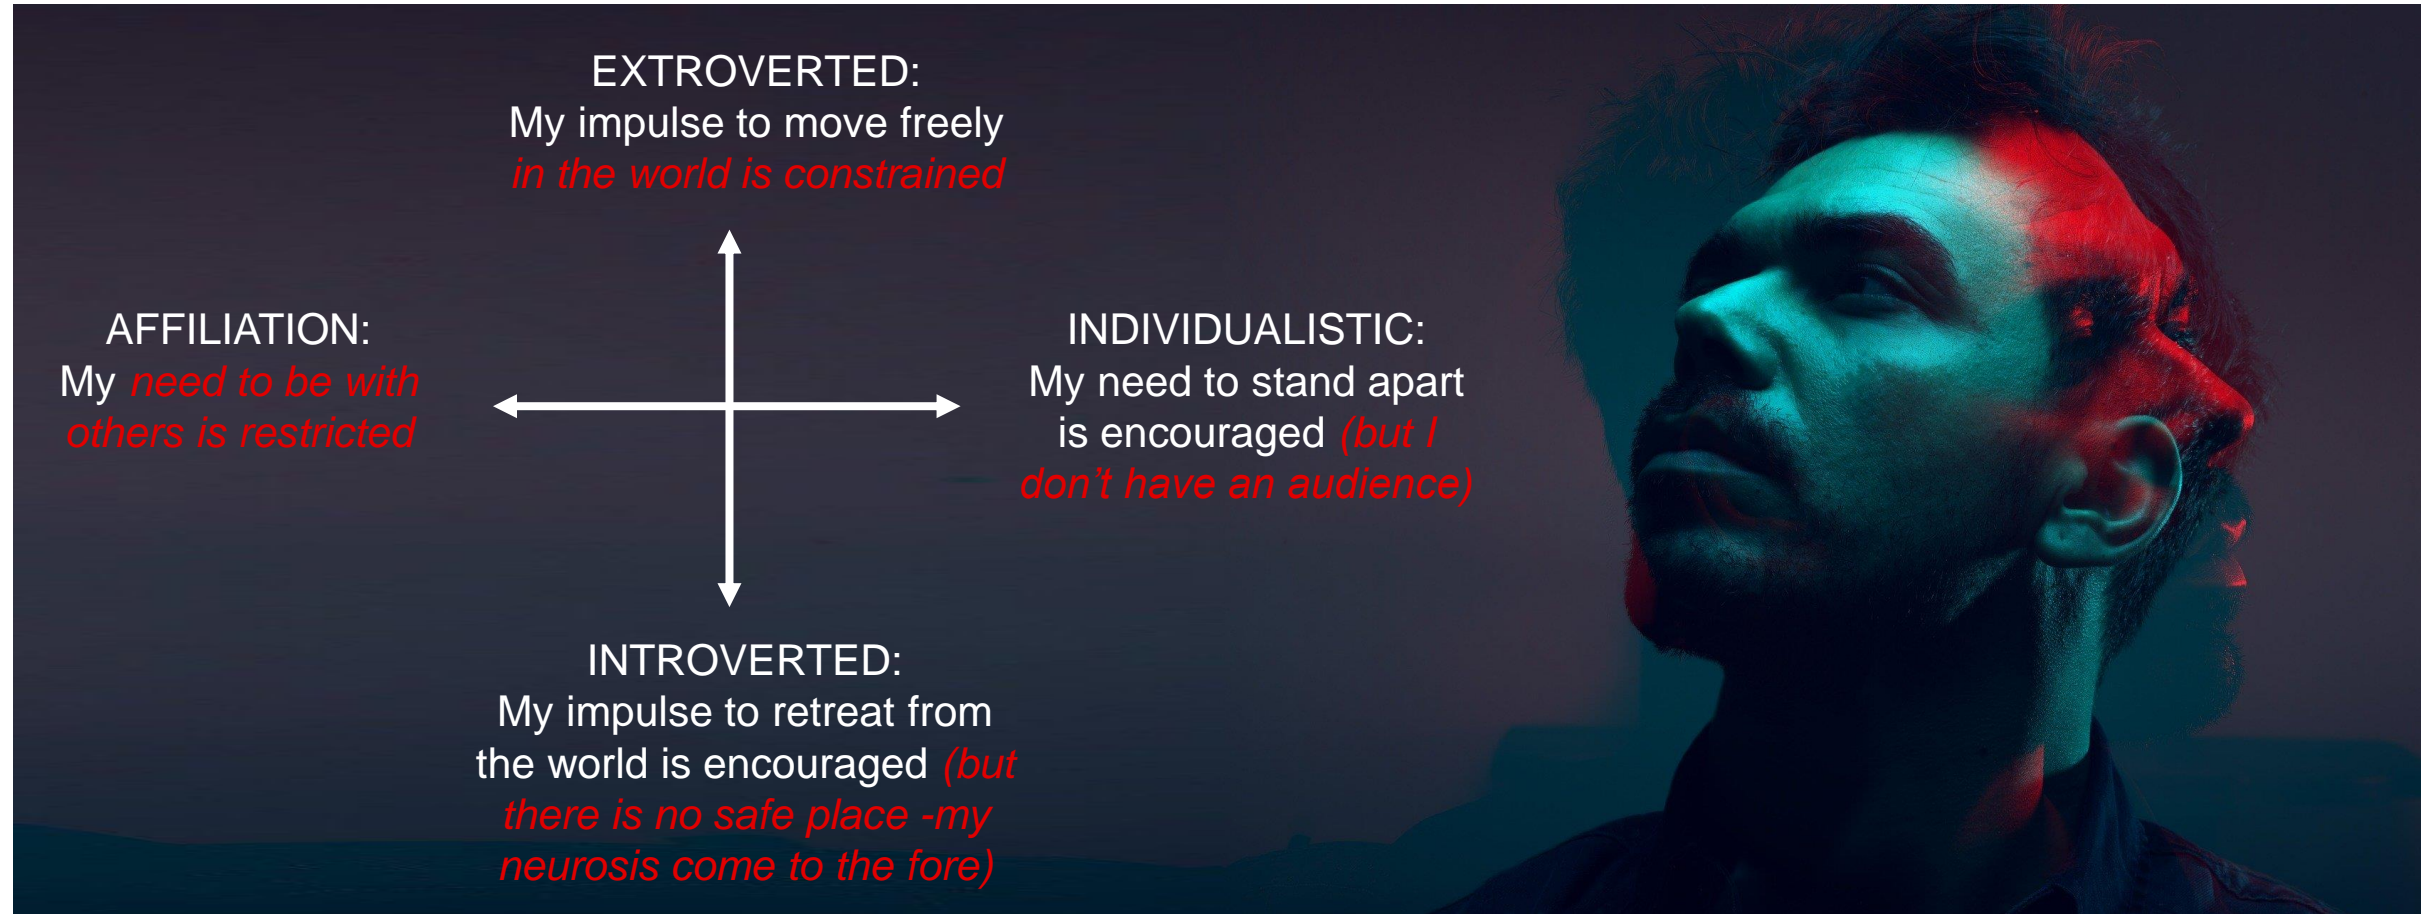 EXTROVERTED:
My impulse to move freely
in the world is constrained
AFFILIATION:
My need to be with
others is restricted
INDIVIDUALISTIC:
My need to stand apart
is encouraged (but I
don’t have an audience)
INTROVERTED:
My impulse to retreat from
the world is encouraged (but
there is no safe place -my
neurosis come to the fore)